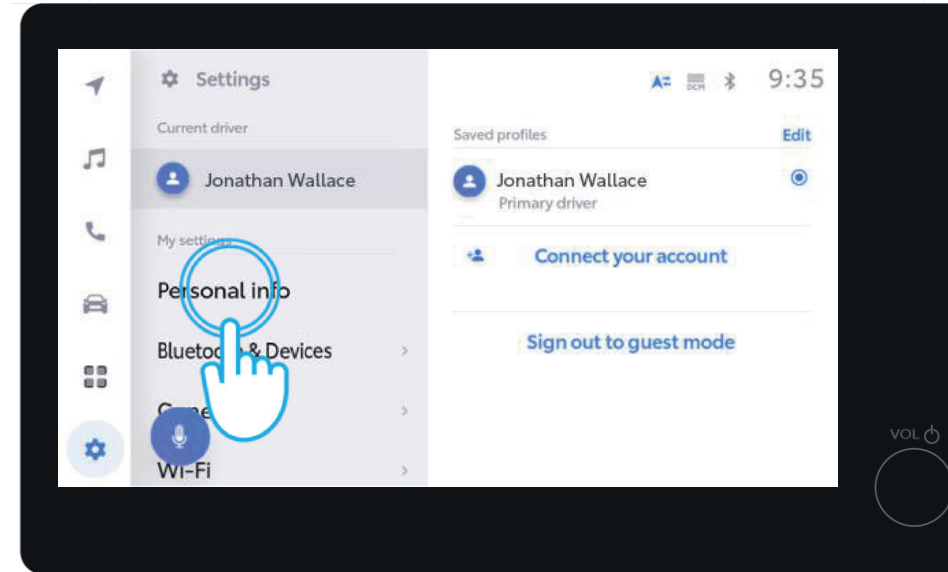 Settings
DCM
9:35
Current driver
Jonathan Wallace
My settings
Personal info
Bluetooth & Devices
Wi-Fi
Saved profiles
Edit
Jonathan Wallace
Primary driver
Connect your account
Sign out to guest mode
VOL